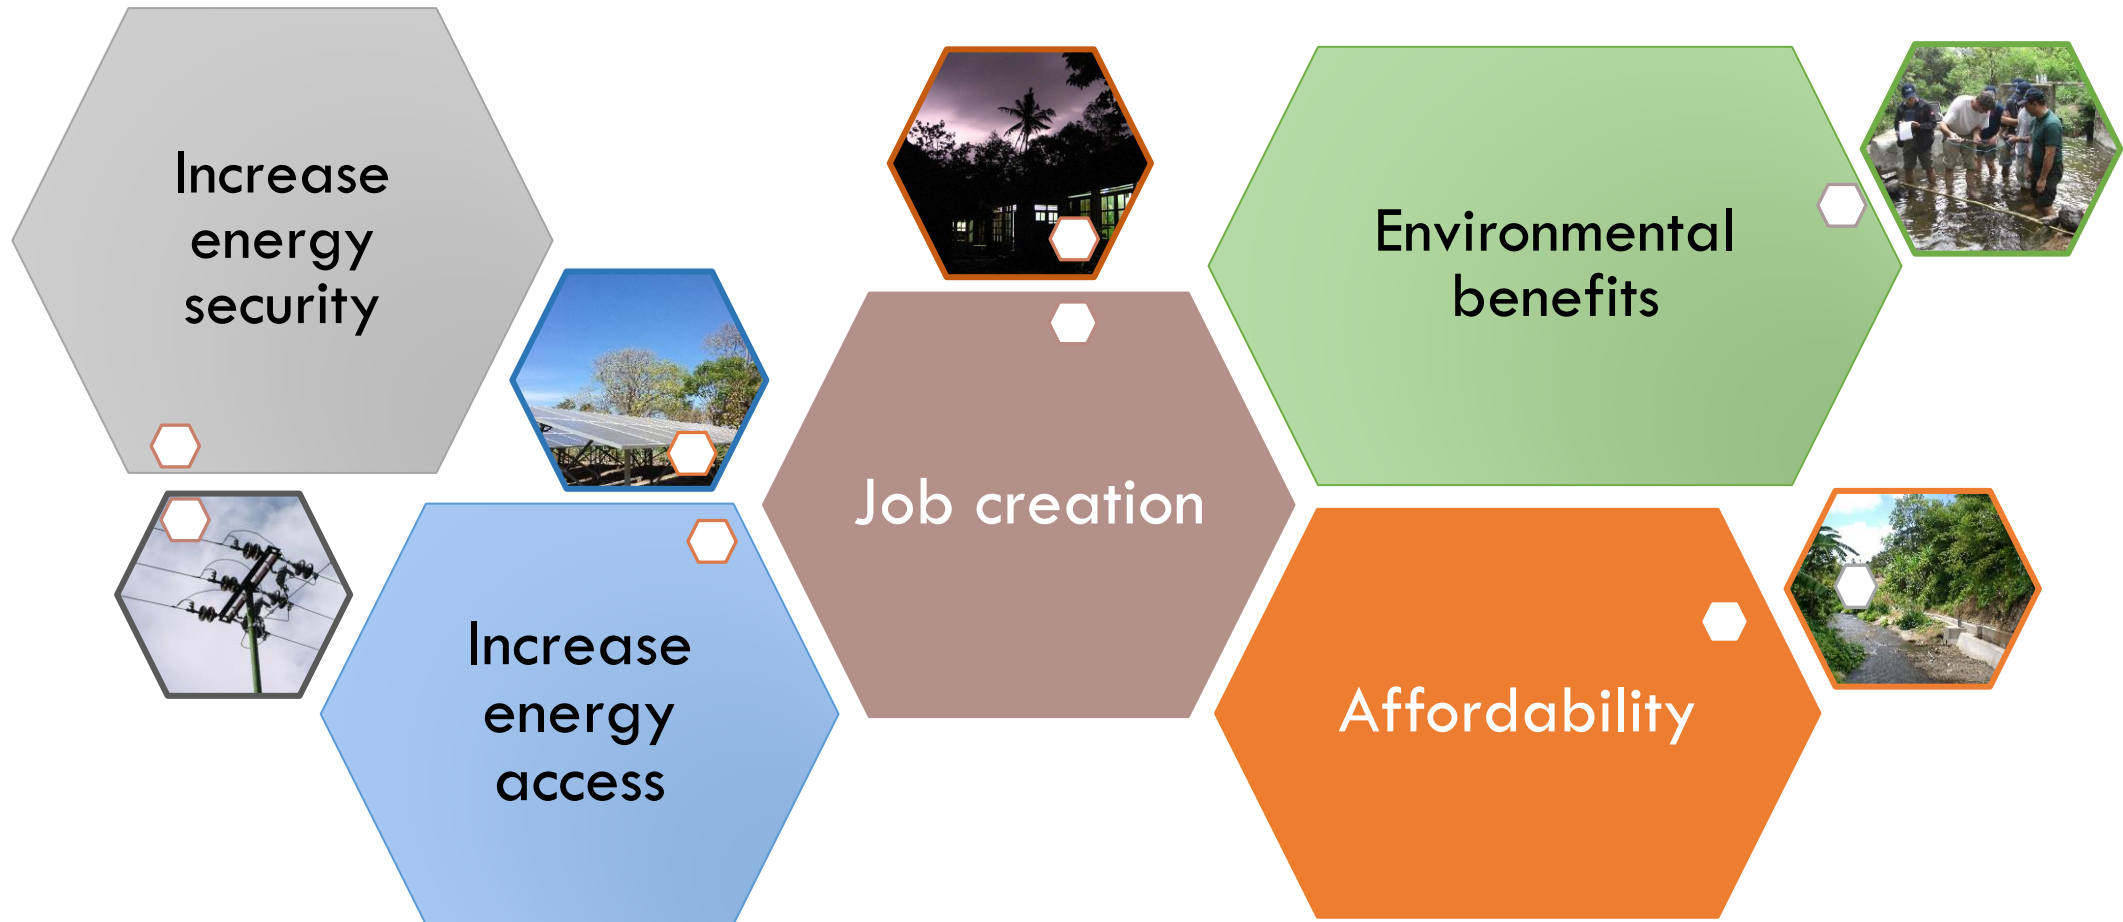 Increase
energy
security
Increase
energy
access
Job creation
Environmental
benefits
Affordability